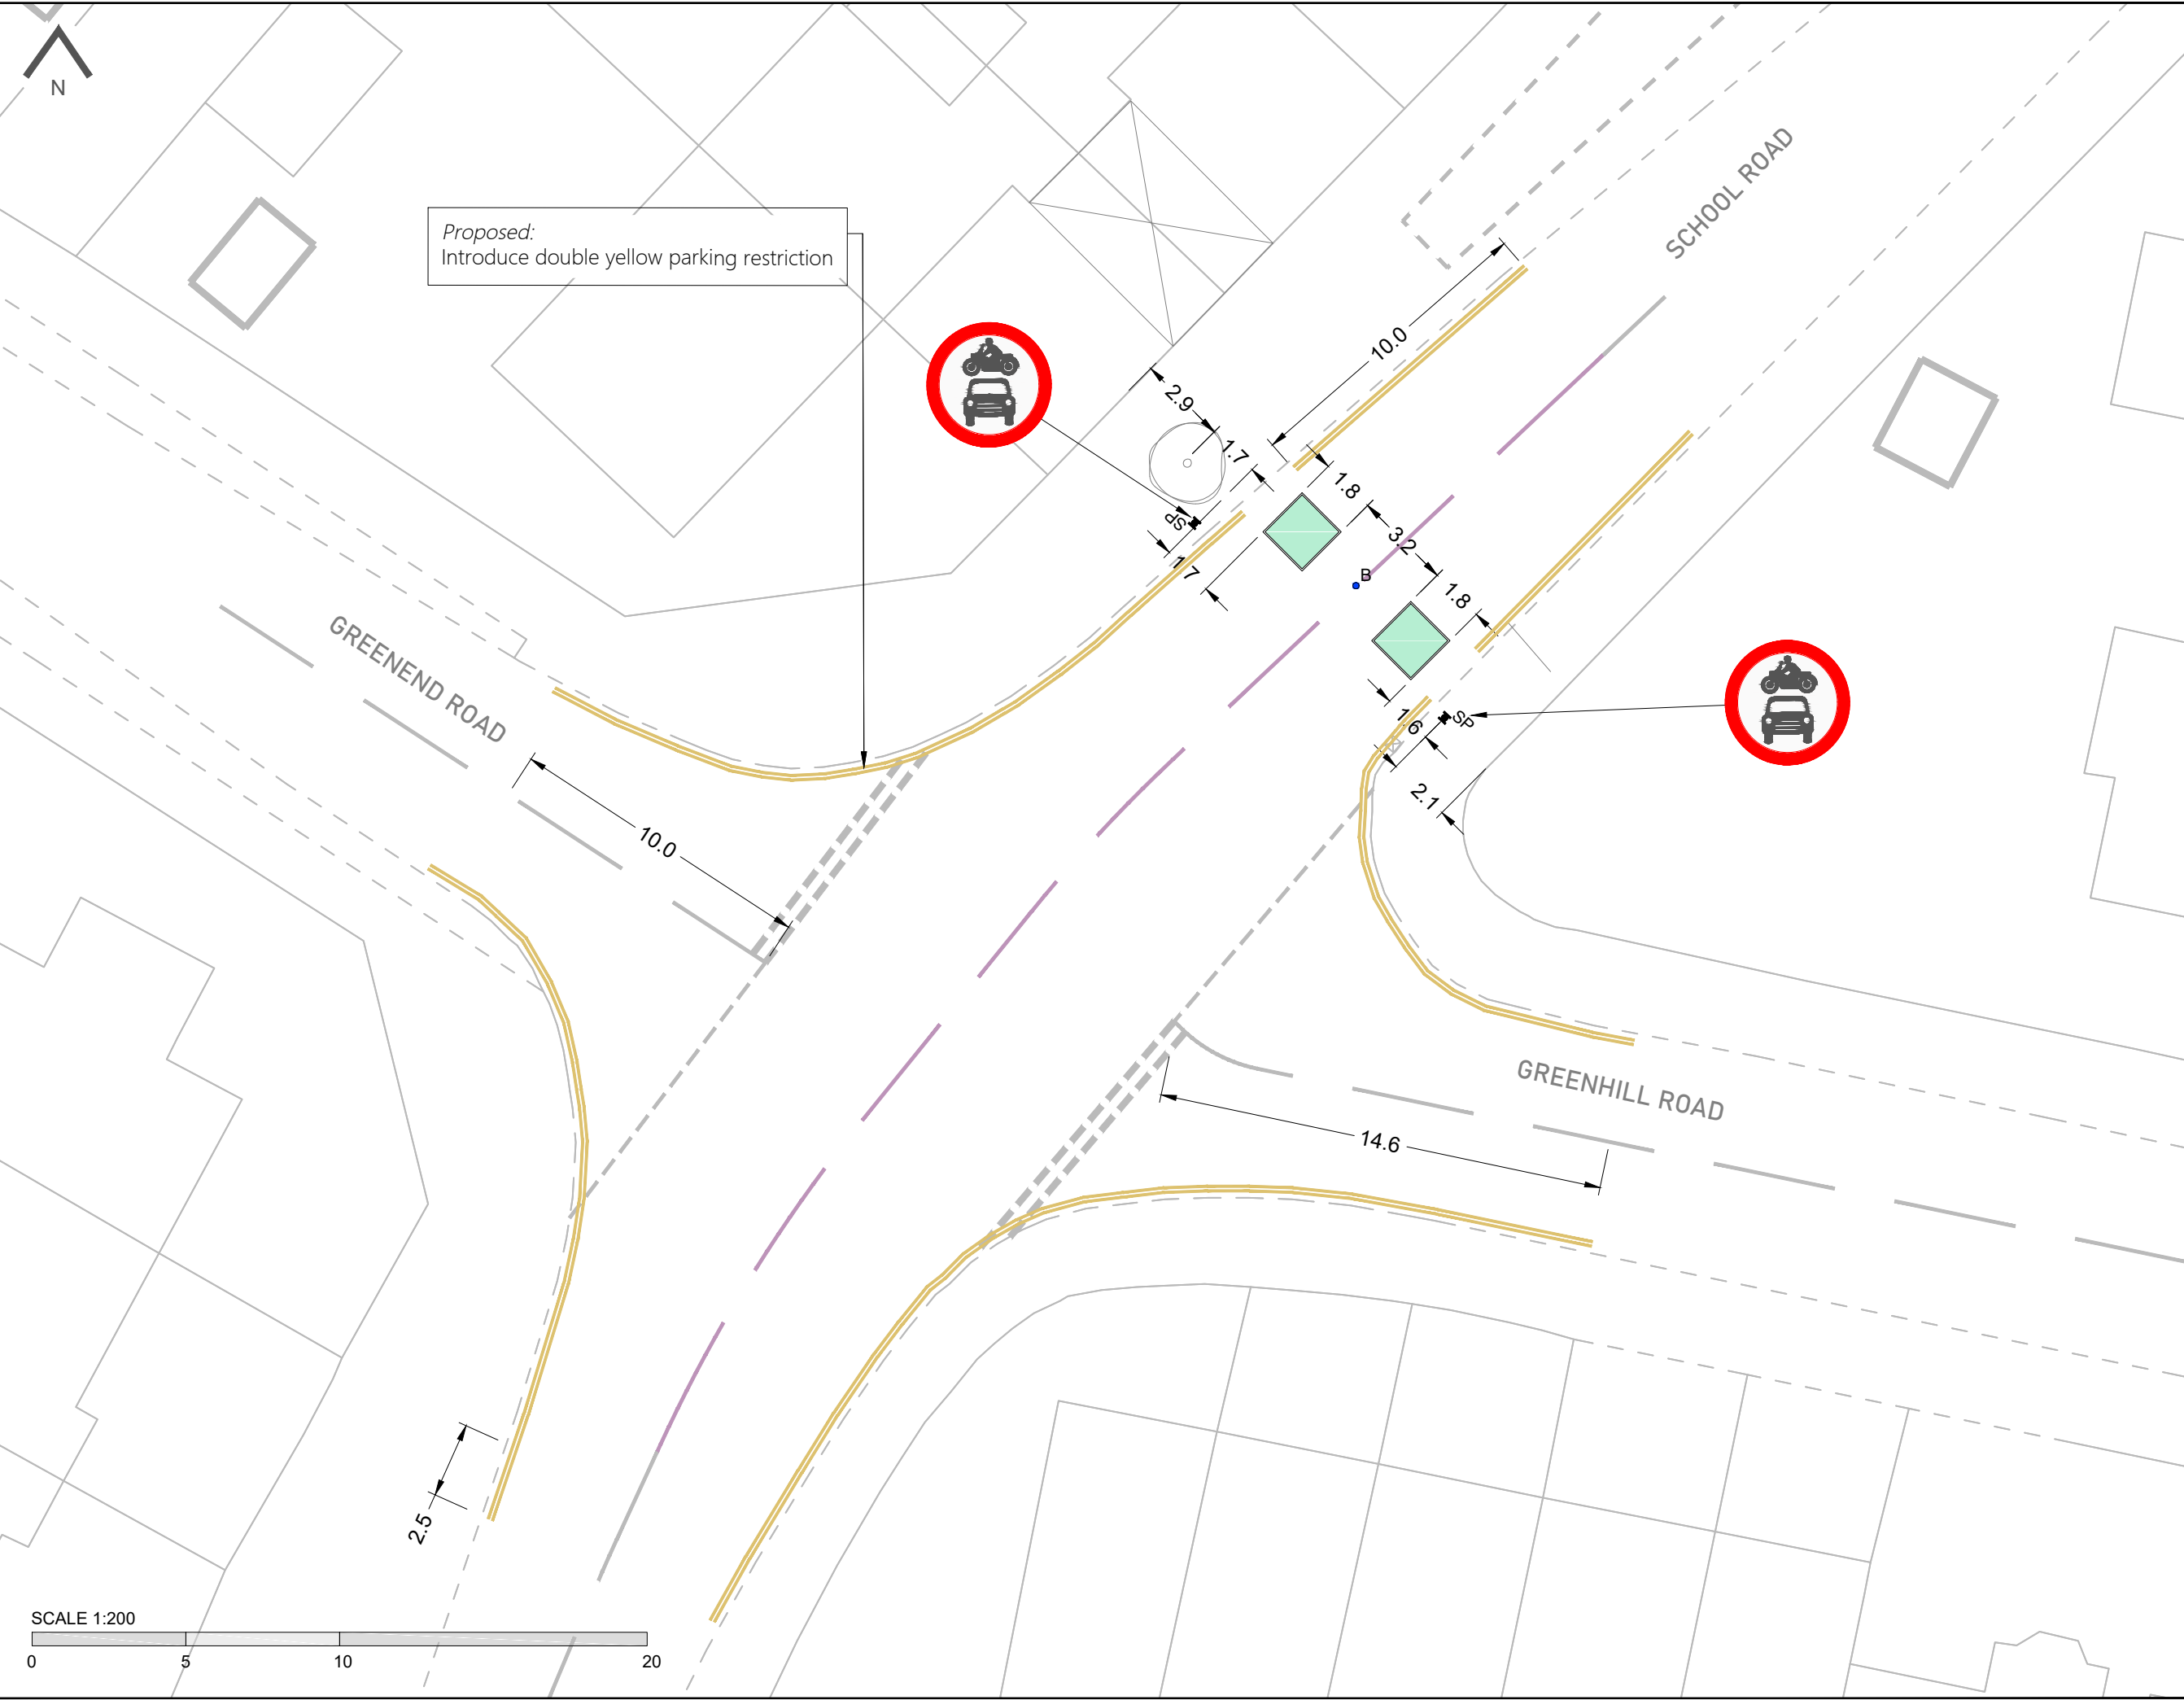 N
SCHOOL ROAD
Proposed:
Introduce double yellow parking restriction
10.0
2.9
1.7
1.8
SP
3.2
1.7
B
1.8
GREENEND ROAD
1.6
SP
2.1
10.0
GREENHILL ROAD
14.6
2.5
SCALE 1:200
0 5 10 20